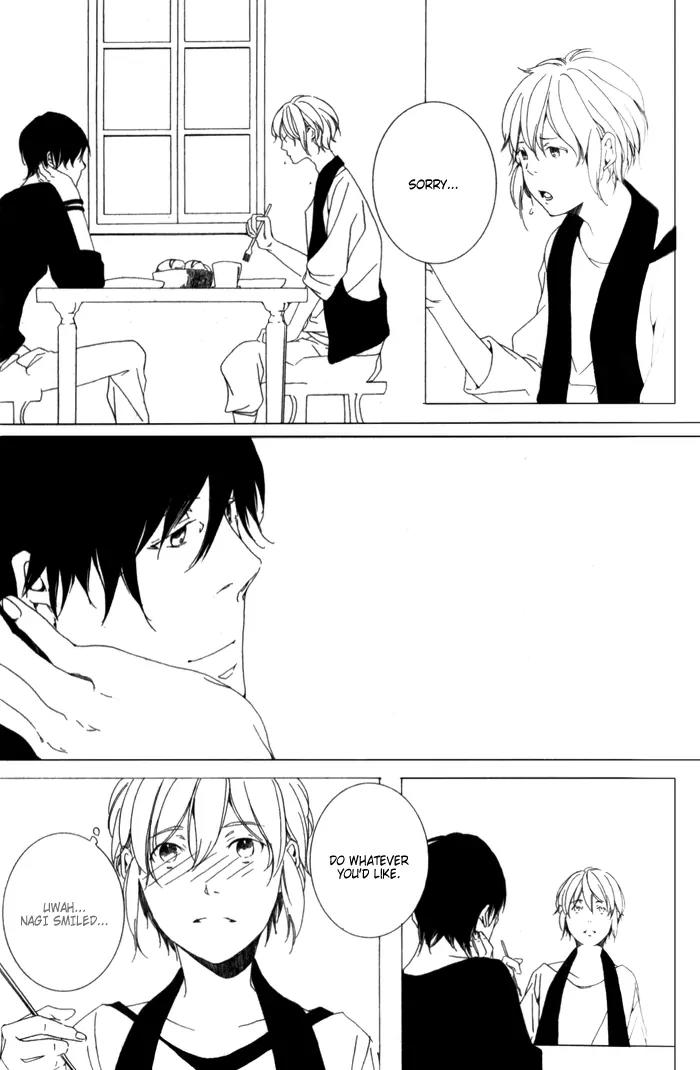 SORRY...
DO WHATEVER
YOU'D LIKE.
UWAH...
NAGI SMILED...